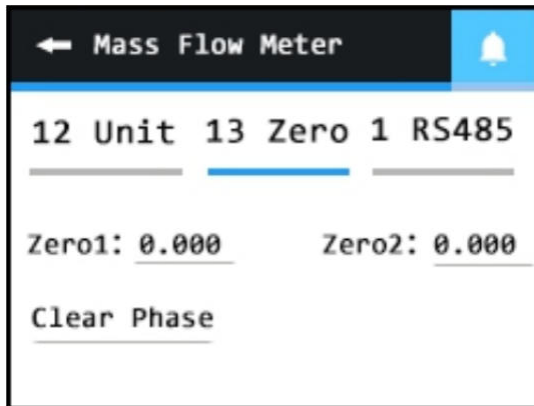 Mass Flow Meter
12 Unit 13 Zero 1 RS485
Zero1: 0.000 Zero2: 0.000
Clear Phase